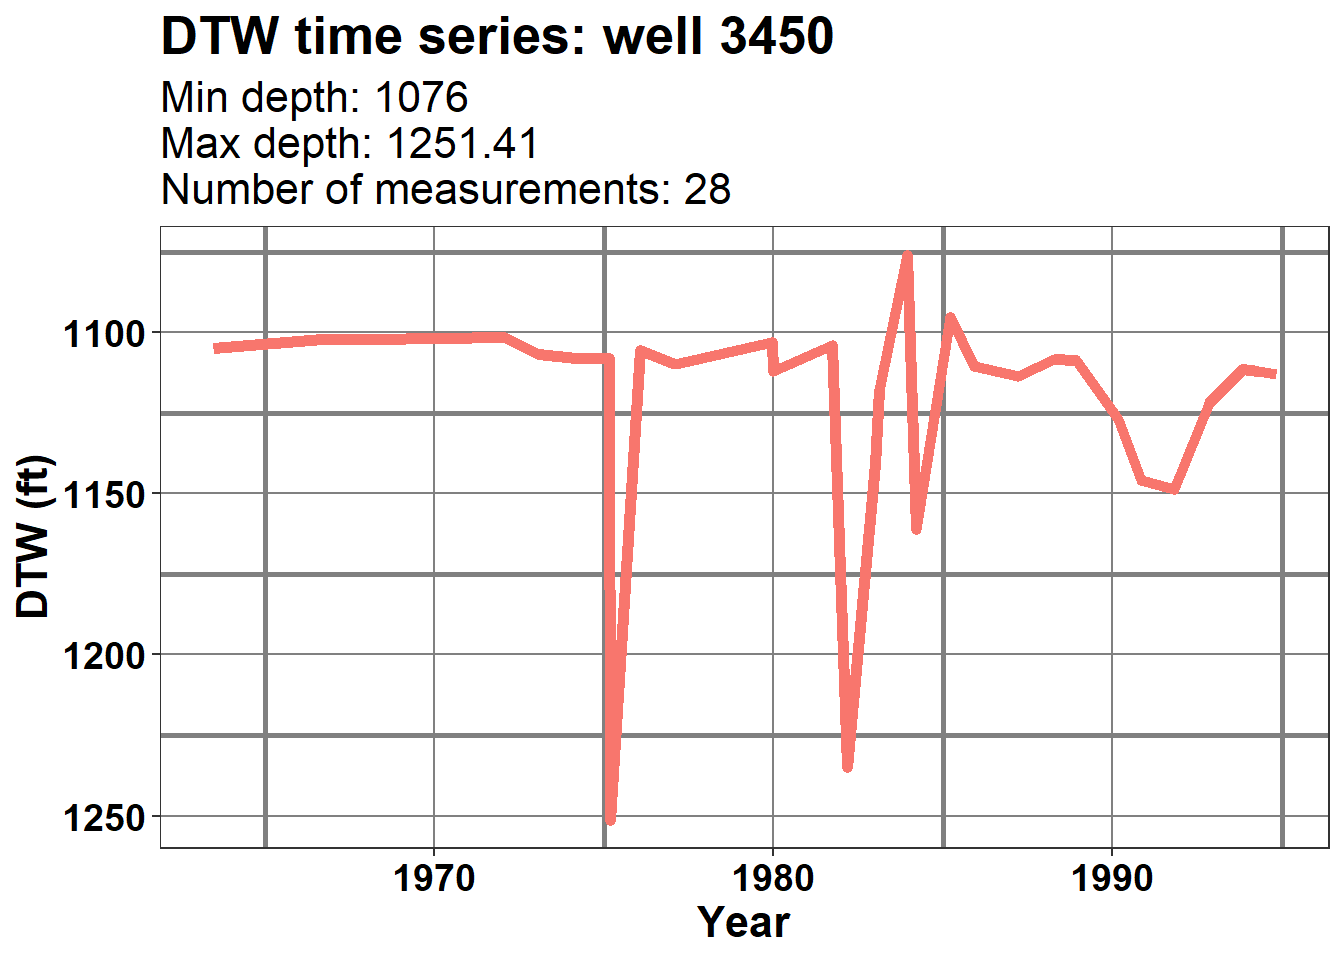 DTW time series: well 3450
Min depth: 1076
Max depth: 1251.41
Number of measurements: 28
DTW (ft)
1100
1150
1200
1250
1970 1980 1990
Year